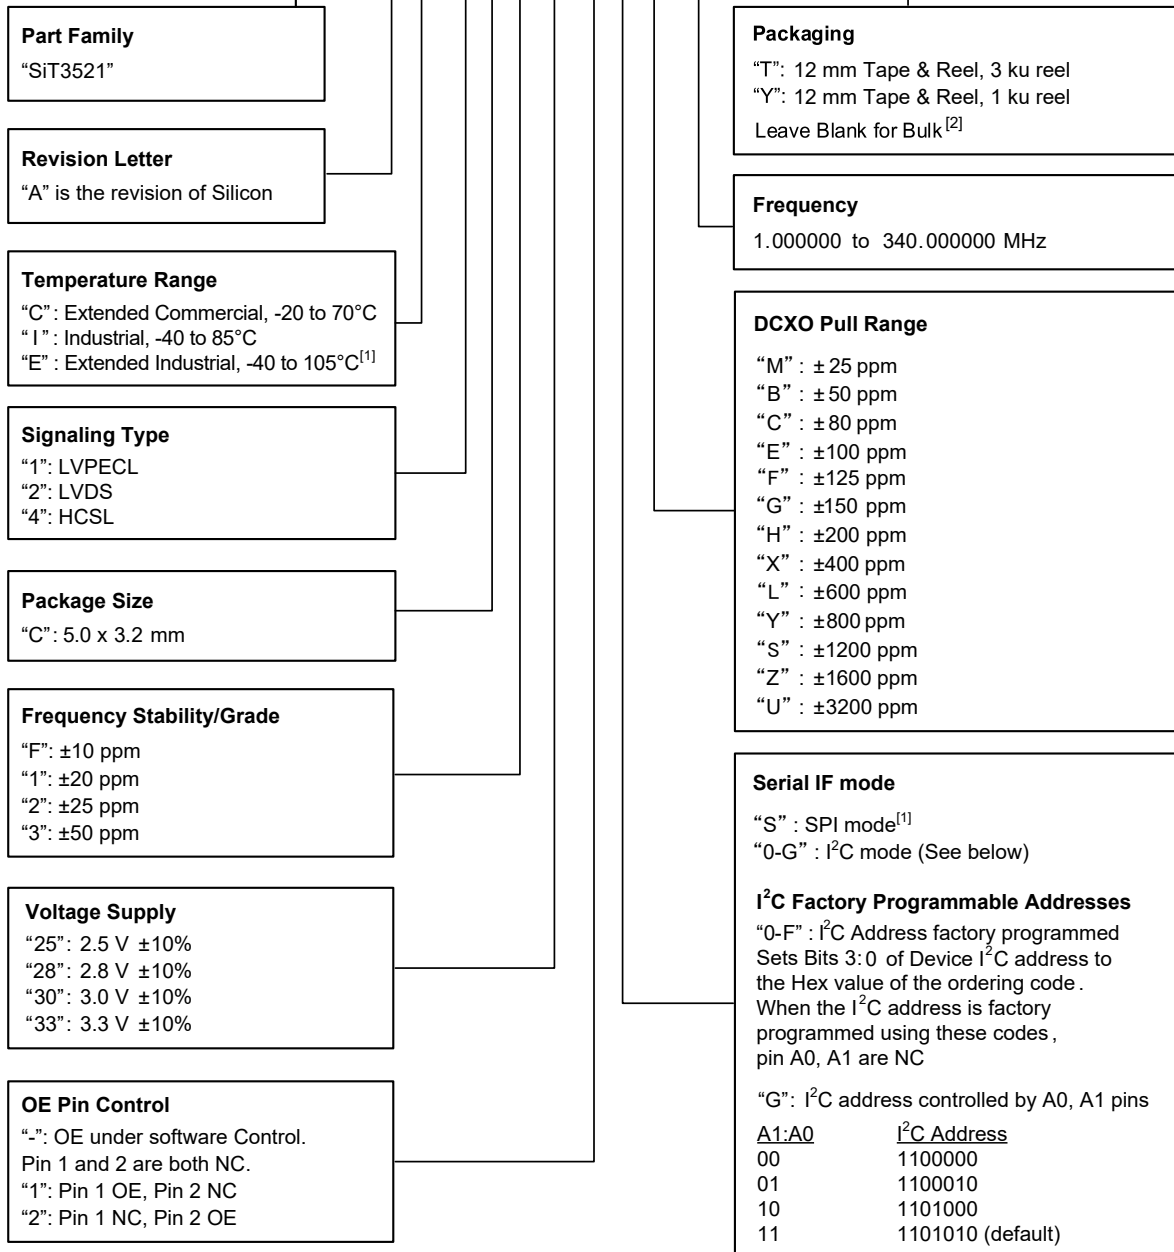 Part Family
“SiT3521”
Revision Letter
“A” is the revision of Silicon
Temperature Range
“C” : Extended Commercial, -20 to 70°C
“ I ” : Industrial, -40 to 85°C
“E” : Extended Industrial, -40 to 105°C[1]
Signaling Type
“1”: LVPECL
“2”: LVDS
“4”: HCSL
Package Size
“C” : 5.0 x 3.2 mm
Frequency Stability/Grade
“F”: ±10 ppm
“1”: ±20 ppm
“2”: ±25 ppm
“3”: ±50 ppm
Voltage Supply
“25”: 2.5 V ±10%
“28”: 2.8 V ±10%
“30”: 3.0 V ±10%
“33”: 3.3 V ±10%
OE Pin Control
“-”: OE under software Control.
Pin 1 and 2 are both NC.
“1”: Pin 1 OE, Pin 2 NC
“2”: Pin 1 NC, Pin 2 OE
Packaging
“T”: 12 mm Tape & Reel, 3 ku reel
“Y”: 12 mm Tape & Reel, 1 ku reel
Leave Blank for Bulk[2]
Frequency
1.000000 to 340.000000 MHz
DCXO Pull Range
“M” : ± 25 ppm
“B” : ± 50 ppm
“C” : ± 80 ppm
“E” : ±100 ppm
“F” : ±125 ppm
“G” : ±150 ppm
“H” : ±200 ppm
“X” : ±400 ppm
“L” : ±600 ppm
“Y” : ±800 ppm
“S” : ±1200 ppm
“Z” : ±1600 ppm
“U” : ±3200 ppm
Serial IF mode
“S” : SPI mode[1]
“0-G” : I²C mode (See below)
I²C Factory Programmable Addresses
“0-F” : I²C Address factory programmed
Sets Bits 3:0 of Device I²C address to
the Hex value of the ordering code.
When the I²C address is factory
programmed using these codes,
pin A0, A1 are NC
“G”: I²C address controlled by A0, A1 pins
A1:A0 I²C Address
00 1100000
01 1100010
10 1101000
11 1101010 (default)